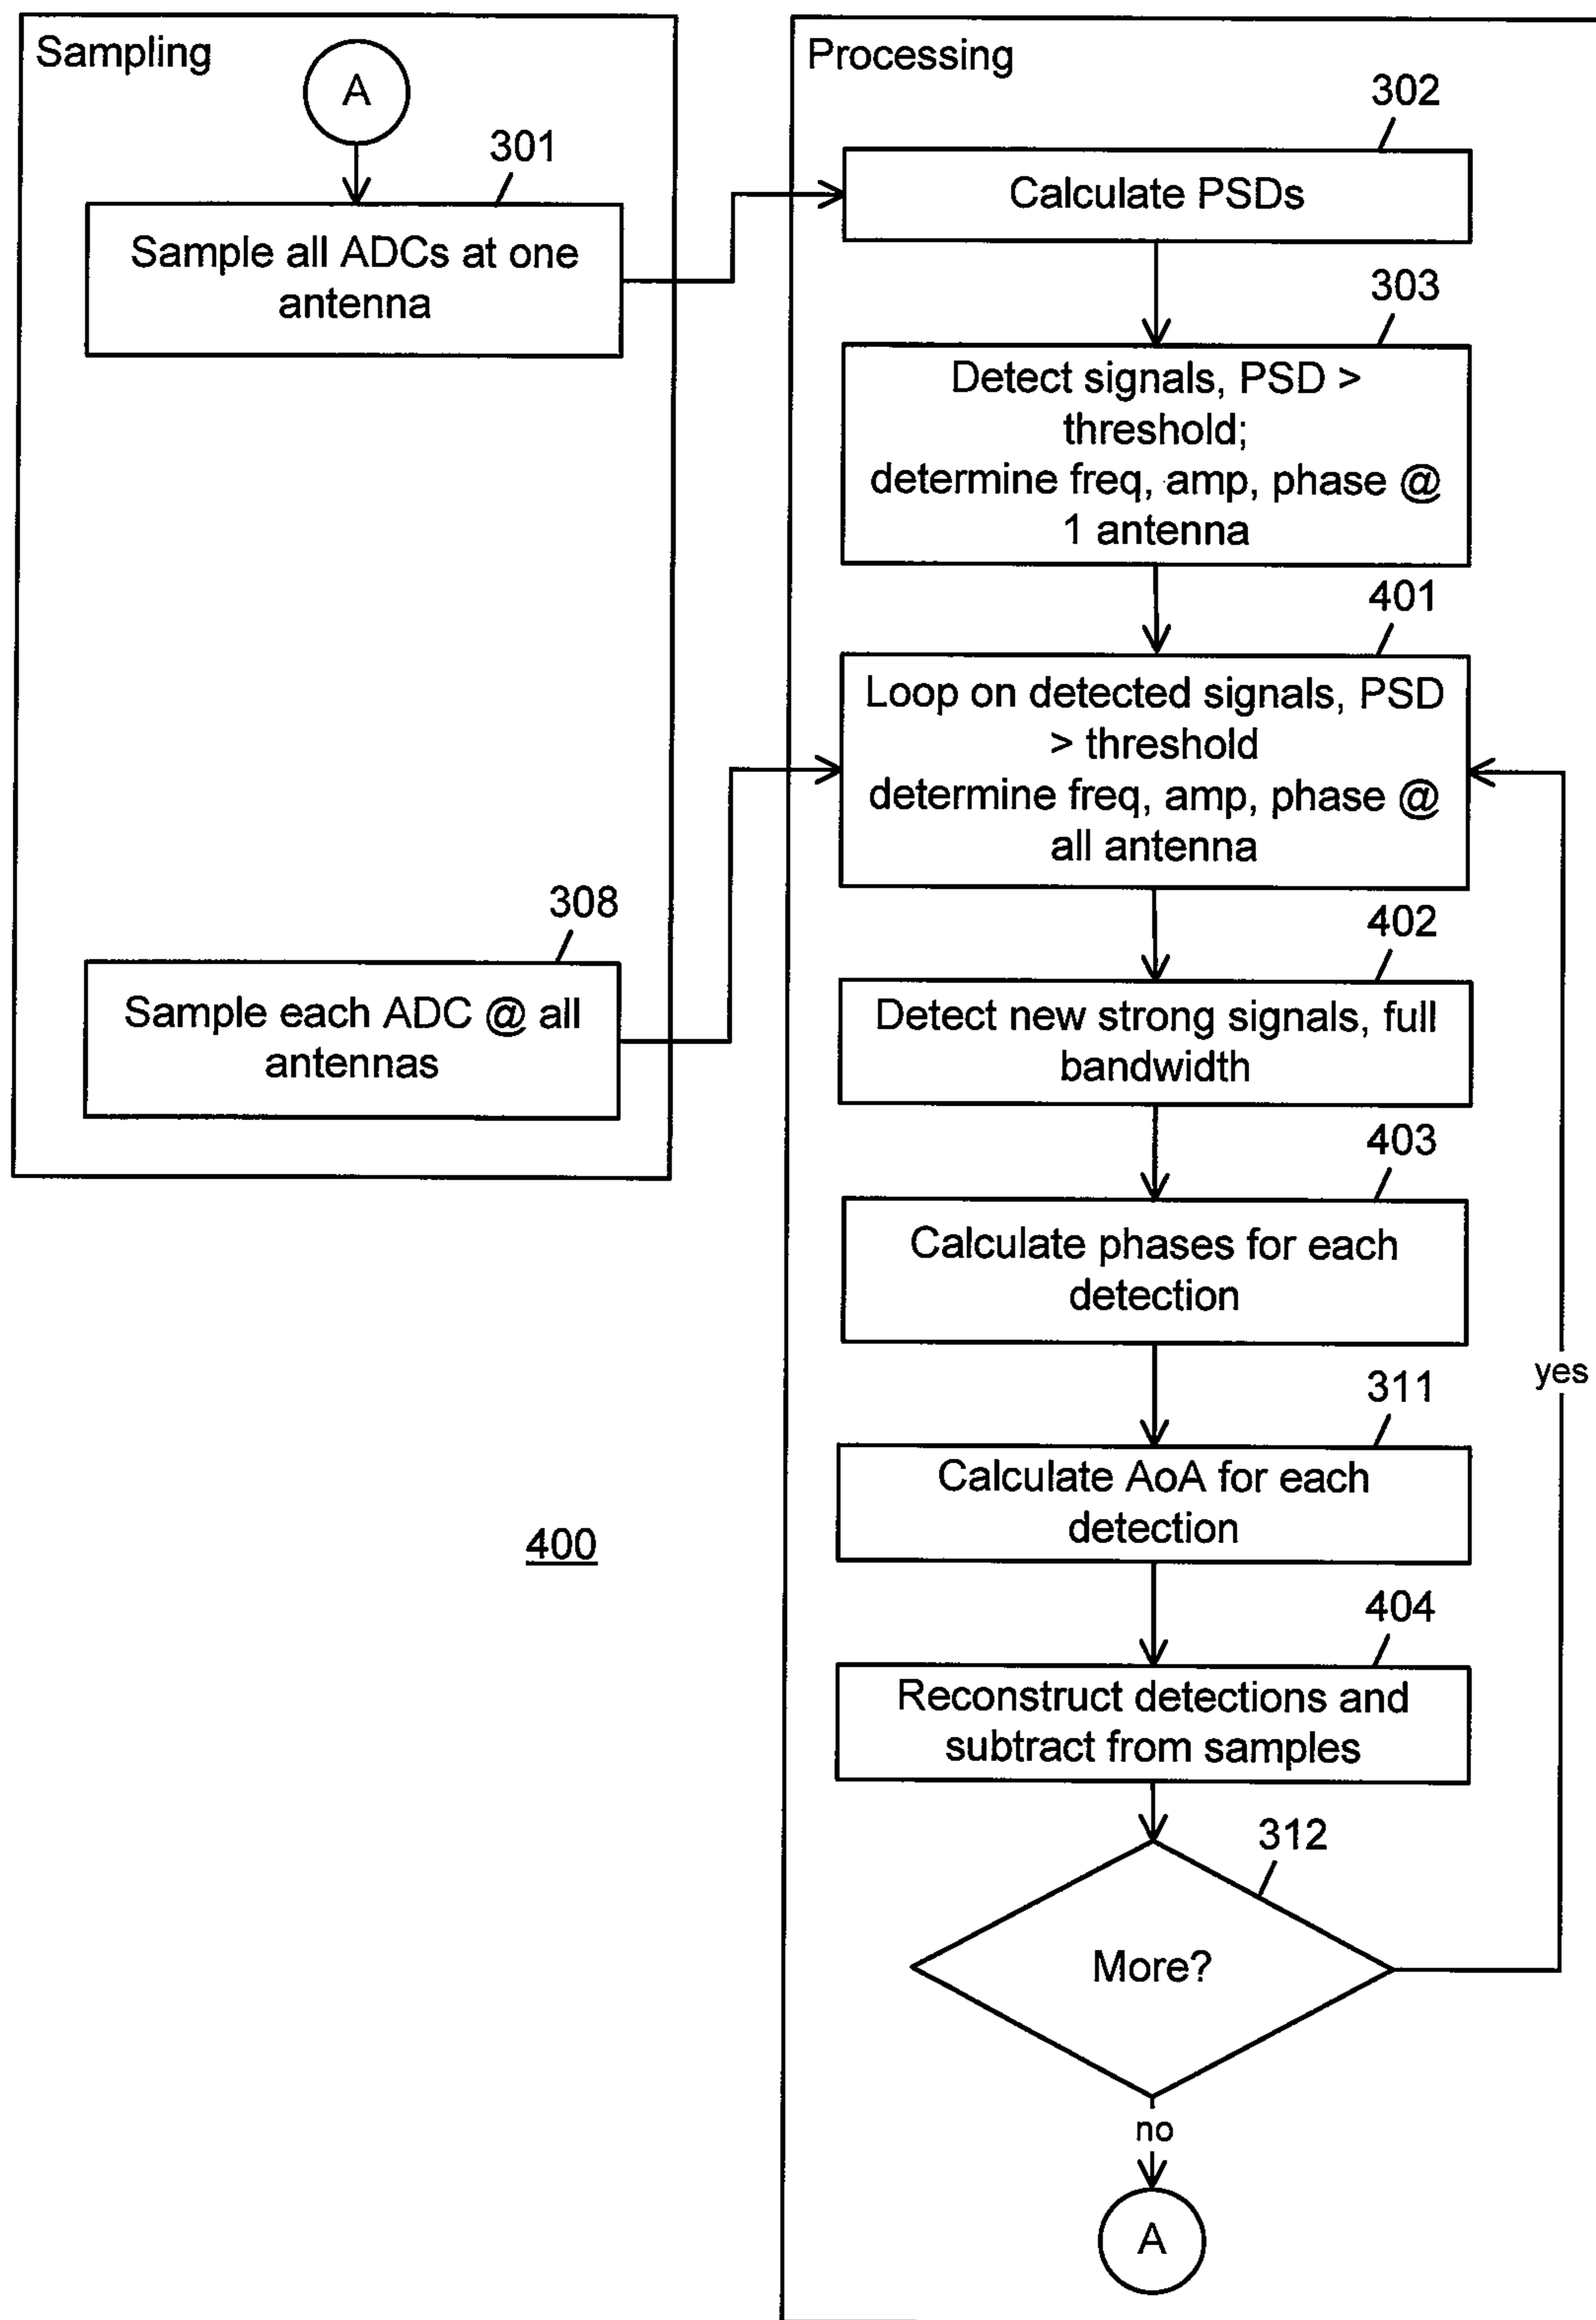 Sampling
A
301
Sample all ADCs at one
antenna
308
Sample each ADC @ all
antennas
400
Processing
302
Calculate PSDs
303
Detect signals, PSD >
threshold;
determine freq, amp, phase @
1 antenna
401
Loop on detected signals, PSD
> threshold
determine freq, amp, phase @
all antenna
402
Detect new strong signals, full
bandwidth
403
Calculate phases for each
detection
311
Calculate AoA for each
detection
404
Reconstruct detections and
subtract from samples
312
More?
yes
no
A